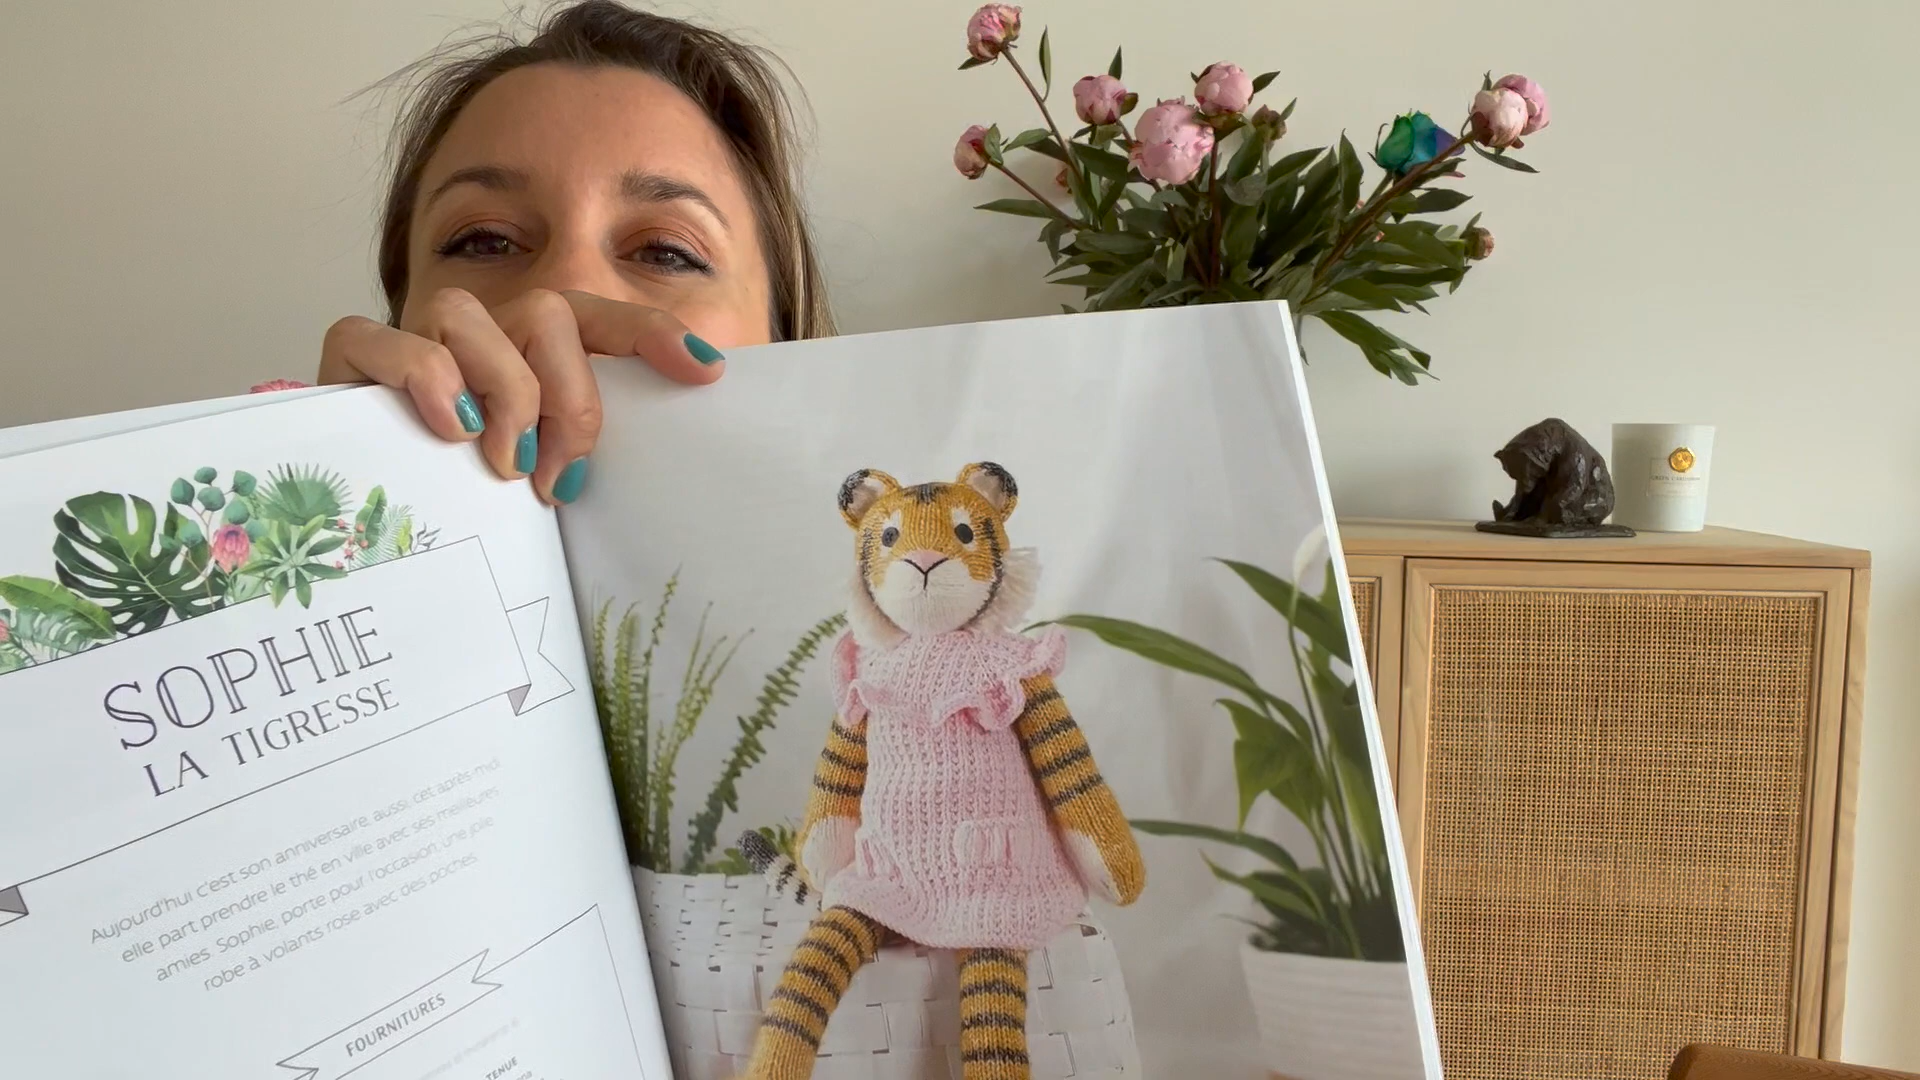 SOPHIE
LA TIGRESSE
Aujourd'hui c'est son anniversaire, aussi, cet après-midi,
elle part prendre le thé en ville avec ses meilleures
amies. Sophie, porte pour l'occasion, une jolie
robe à volants rose avec des poches.
FOURNITURES
TENUE